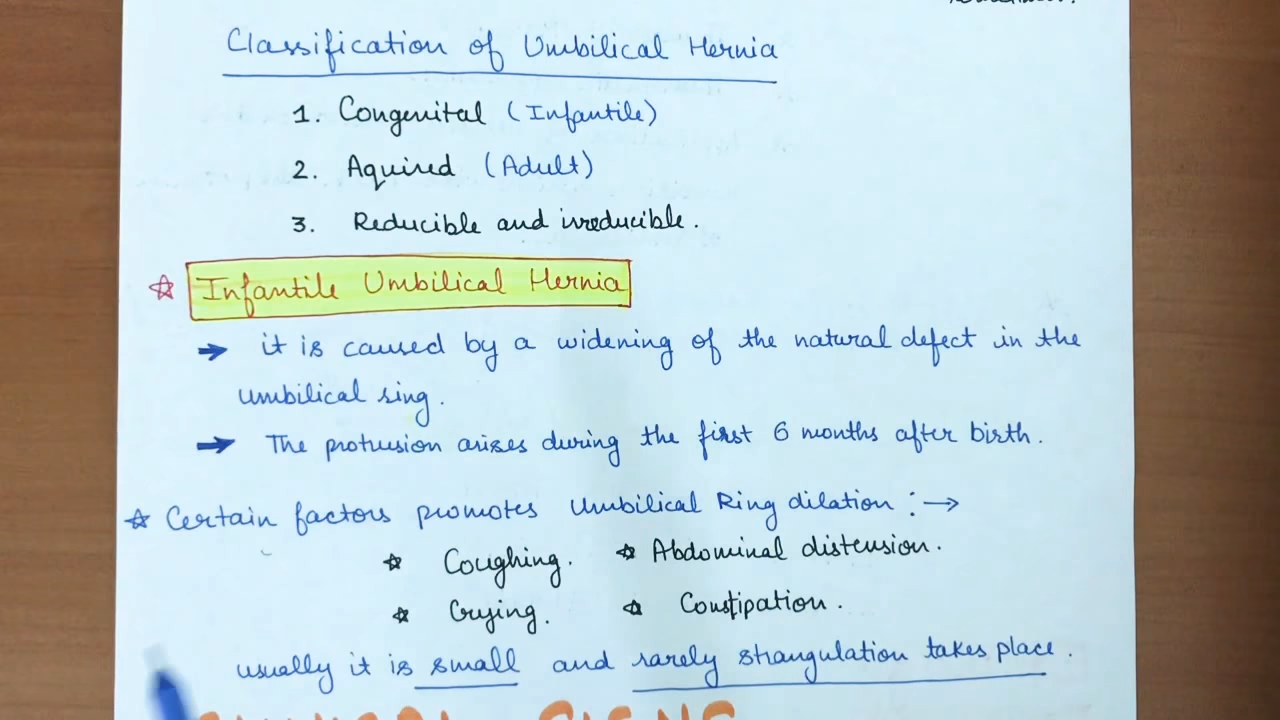 Classification of Umbilical Hernia
1. Congenital (Infantile)
2. Aquired (Adult)
3. Reducible and irreducible.
☆ Infantile Umbilical Hernia
→ it is caused by a widening of the natural defect in the
umbilical ring.
→ The protrusion arises during the first 6 months after birth.
☆ Certain factors promotes Umbilical Ring dilation :→
☆ Coughing. ☆ Abdominal distension.
☆ Crying. ☆ Constipation.
usually it is small and rarely strangulation takes place.